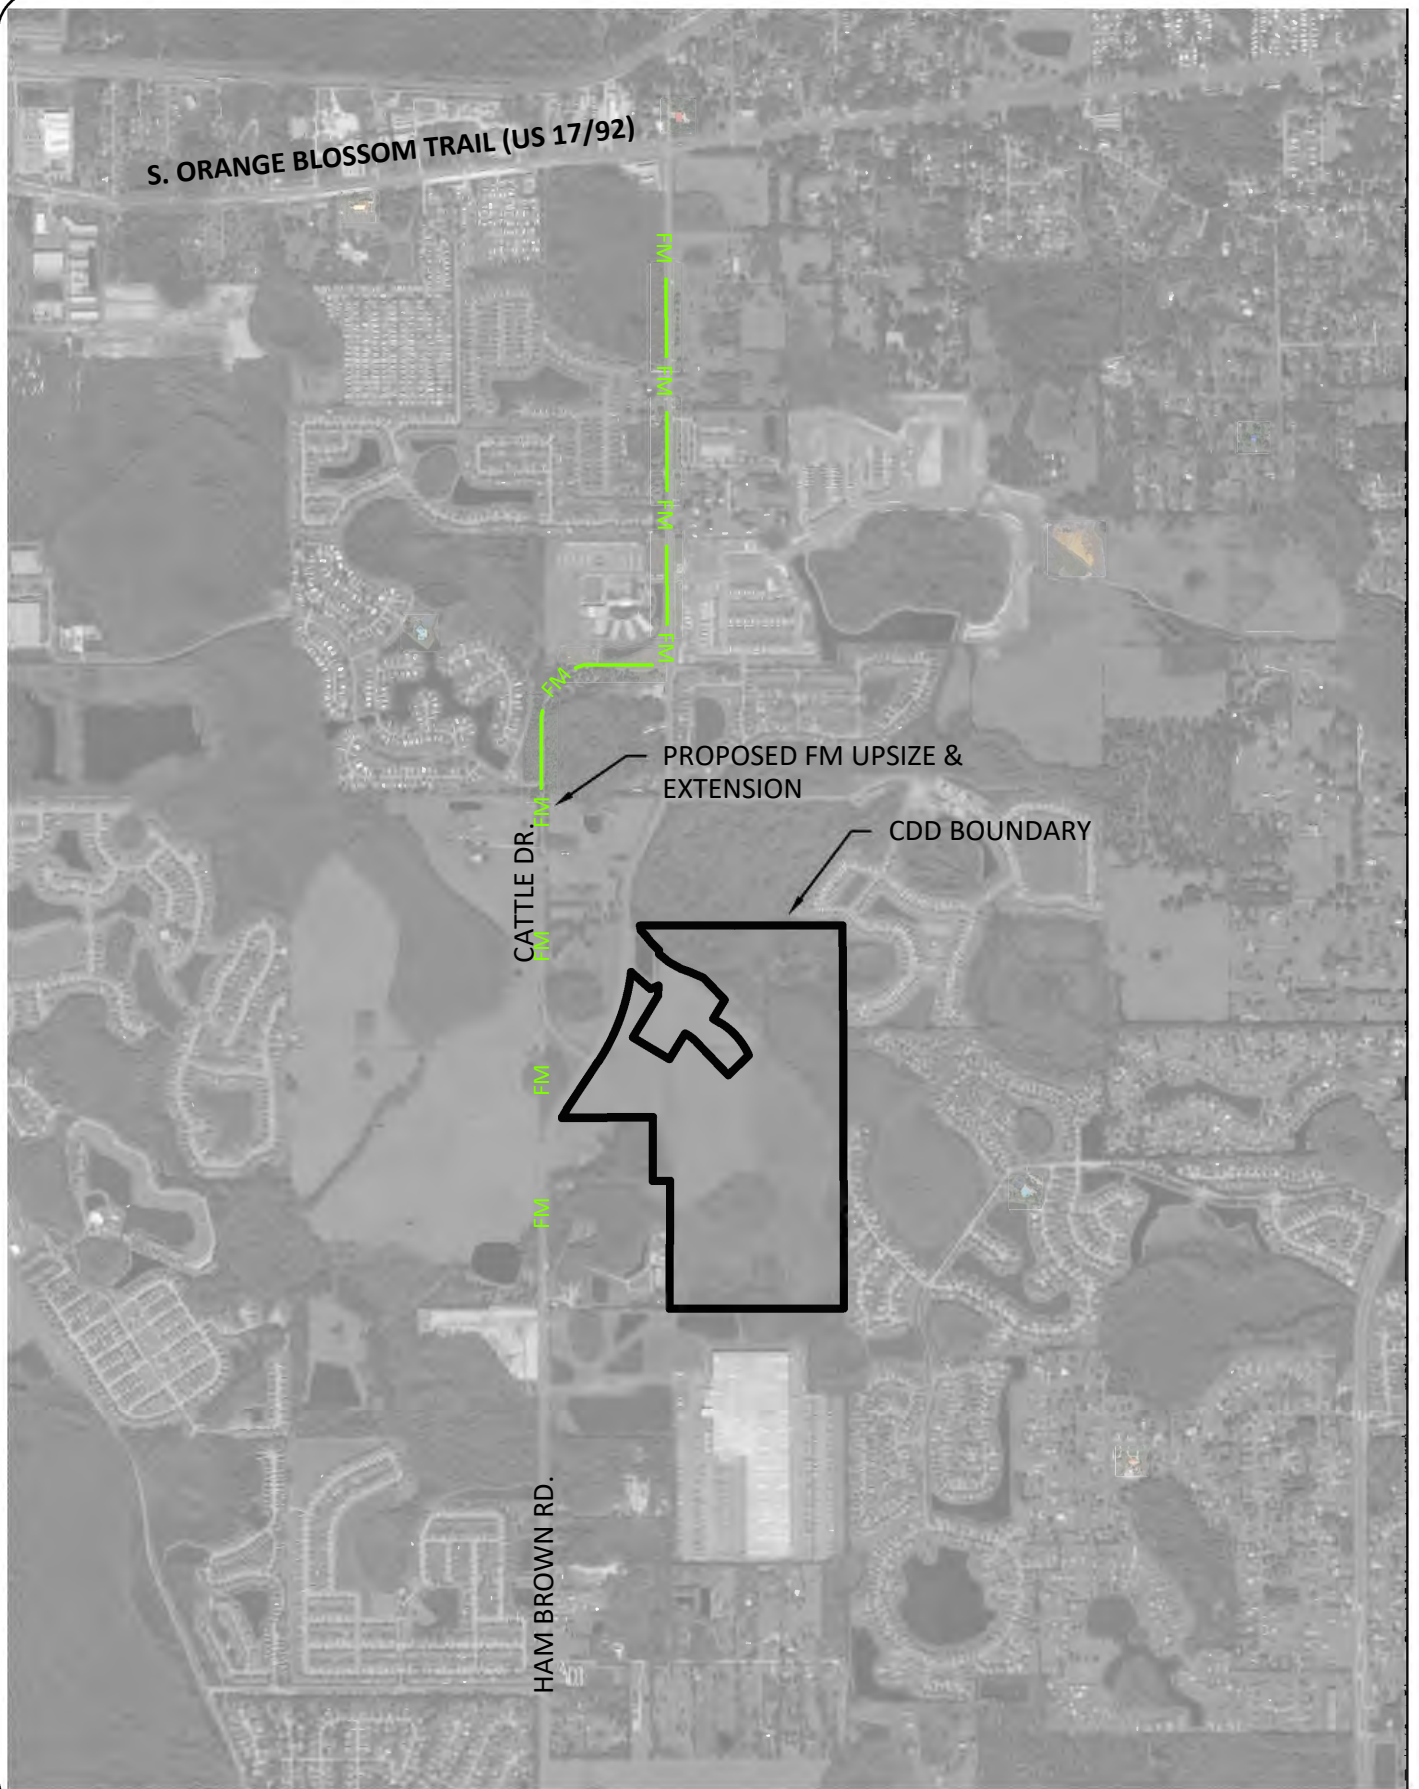 S. ORANGE BLOSSOM TRAIL (US 17/92)
FM
FM
FM
FM
FM
PROPOSED FM UPSIZE &
EXTENSION
FM
CDD BOUNDARY
CATTLE DR.
FM
FM
FM
HAM BROWN RD.